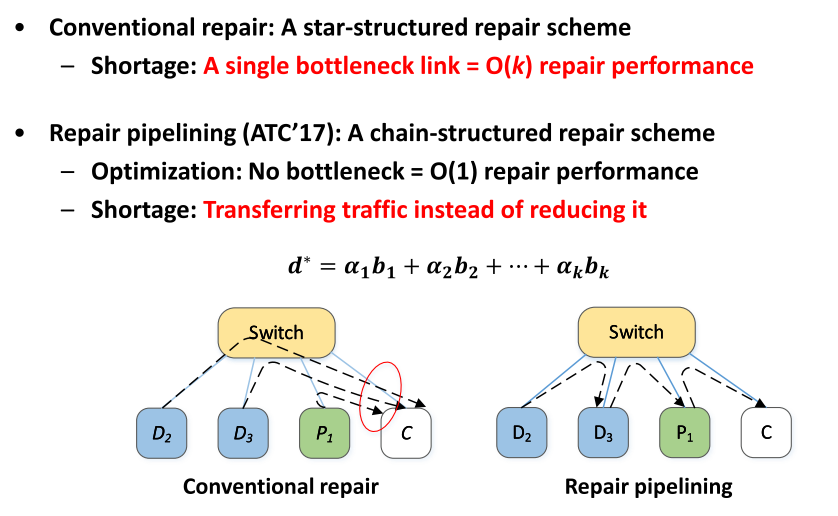 • Conventional repair: A star-structured repair scheme
– Shortage: A single bottleneck link = O(k) repair performance
• Repair pipelining (ATC’17): A chain-structured repair scheme
– Optimization: No bottleneck = O(1) repair performance
– Shortage: Transferring traffic instead of reducing it
d* = α₁b₁ + α₂b₂ + ⋯ + αₖbₖ
Switch
D₂ D₃ P₁ C
Conventional repair
Switch
D₂ D₃ P₁ C
Repair pipelining